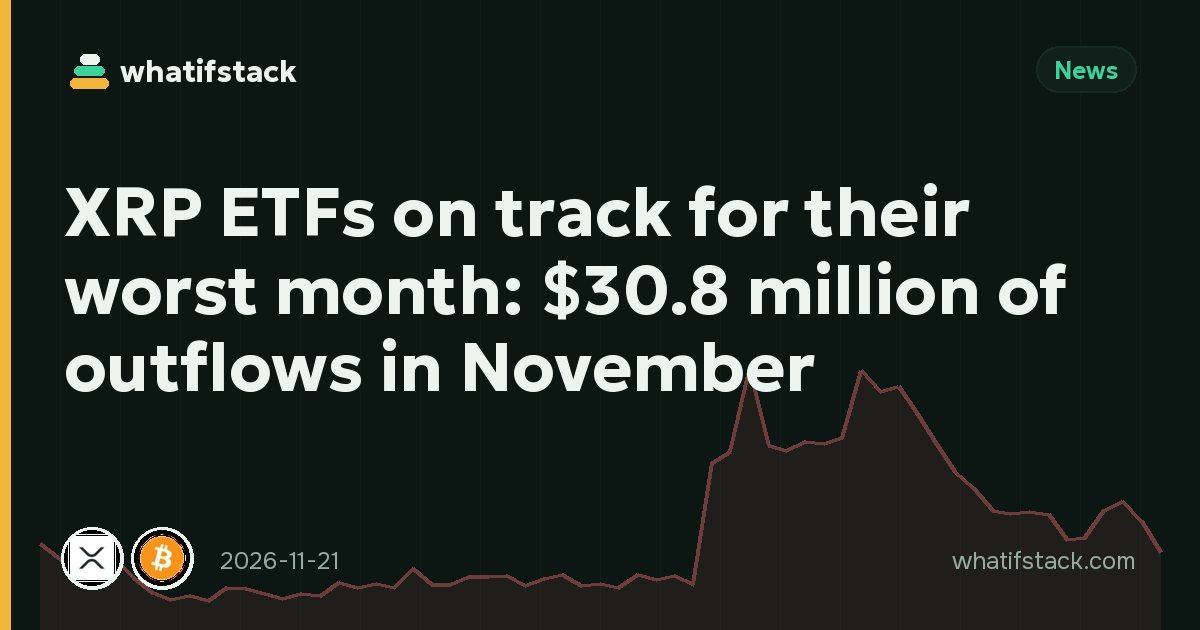 whatifstack
News
XRP ETFs on track for their
worst month: $30.8 million of
outflows in November
2026-11-21
whatifstack.com